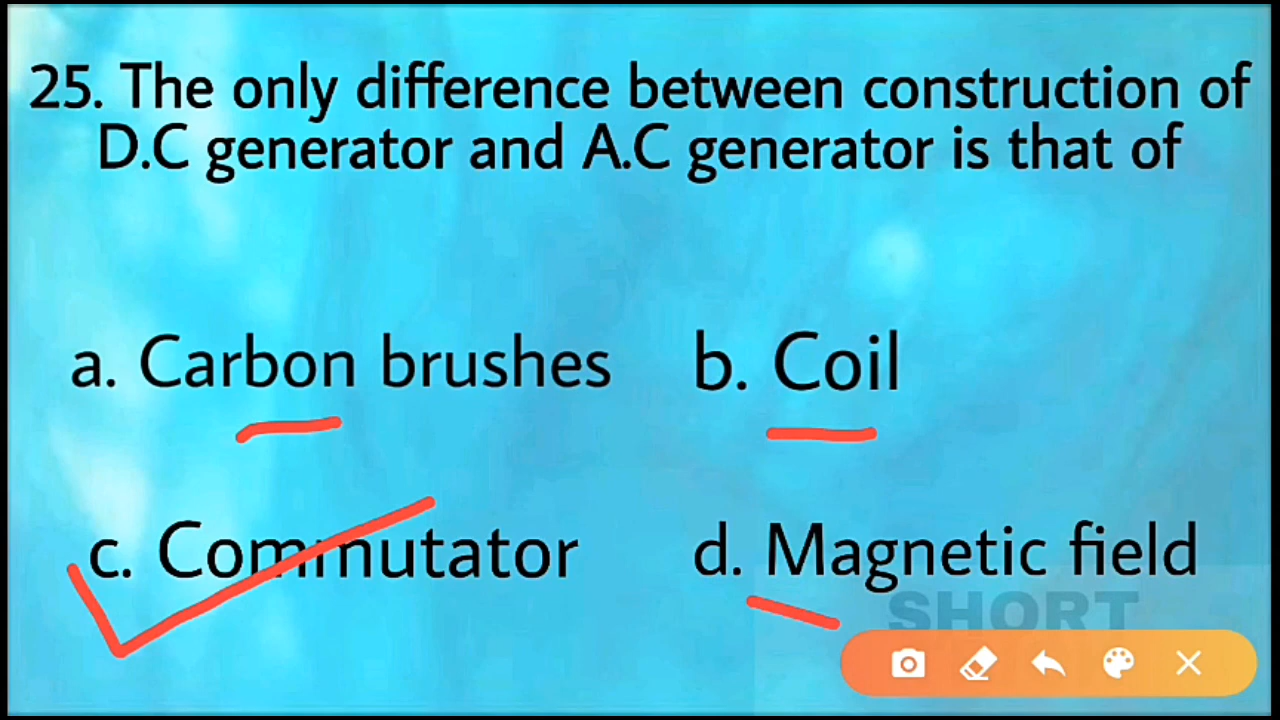 25. The only difference between construction of
D.C generator and A.C generator is that of
a. Carbon brushes
b. Coil
c. Commutator
d. Magnetic field
SHORT